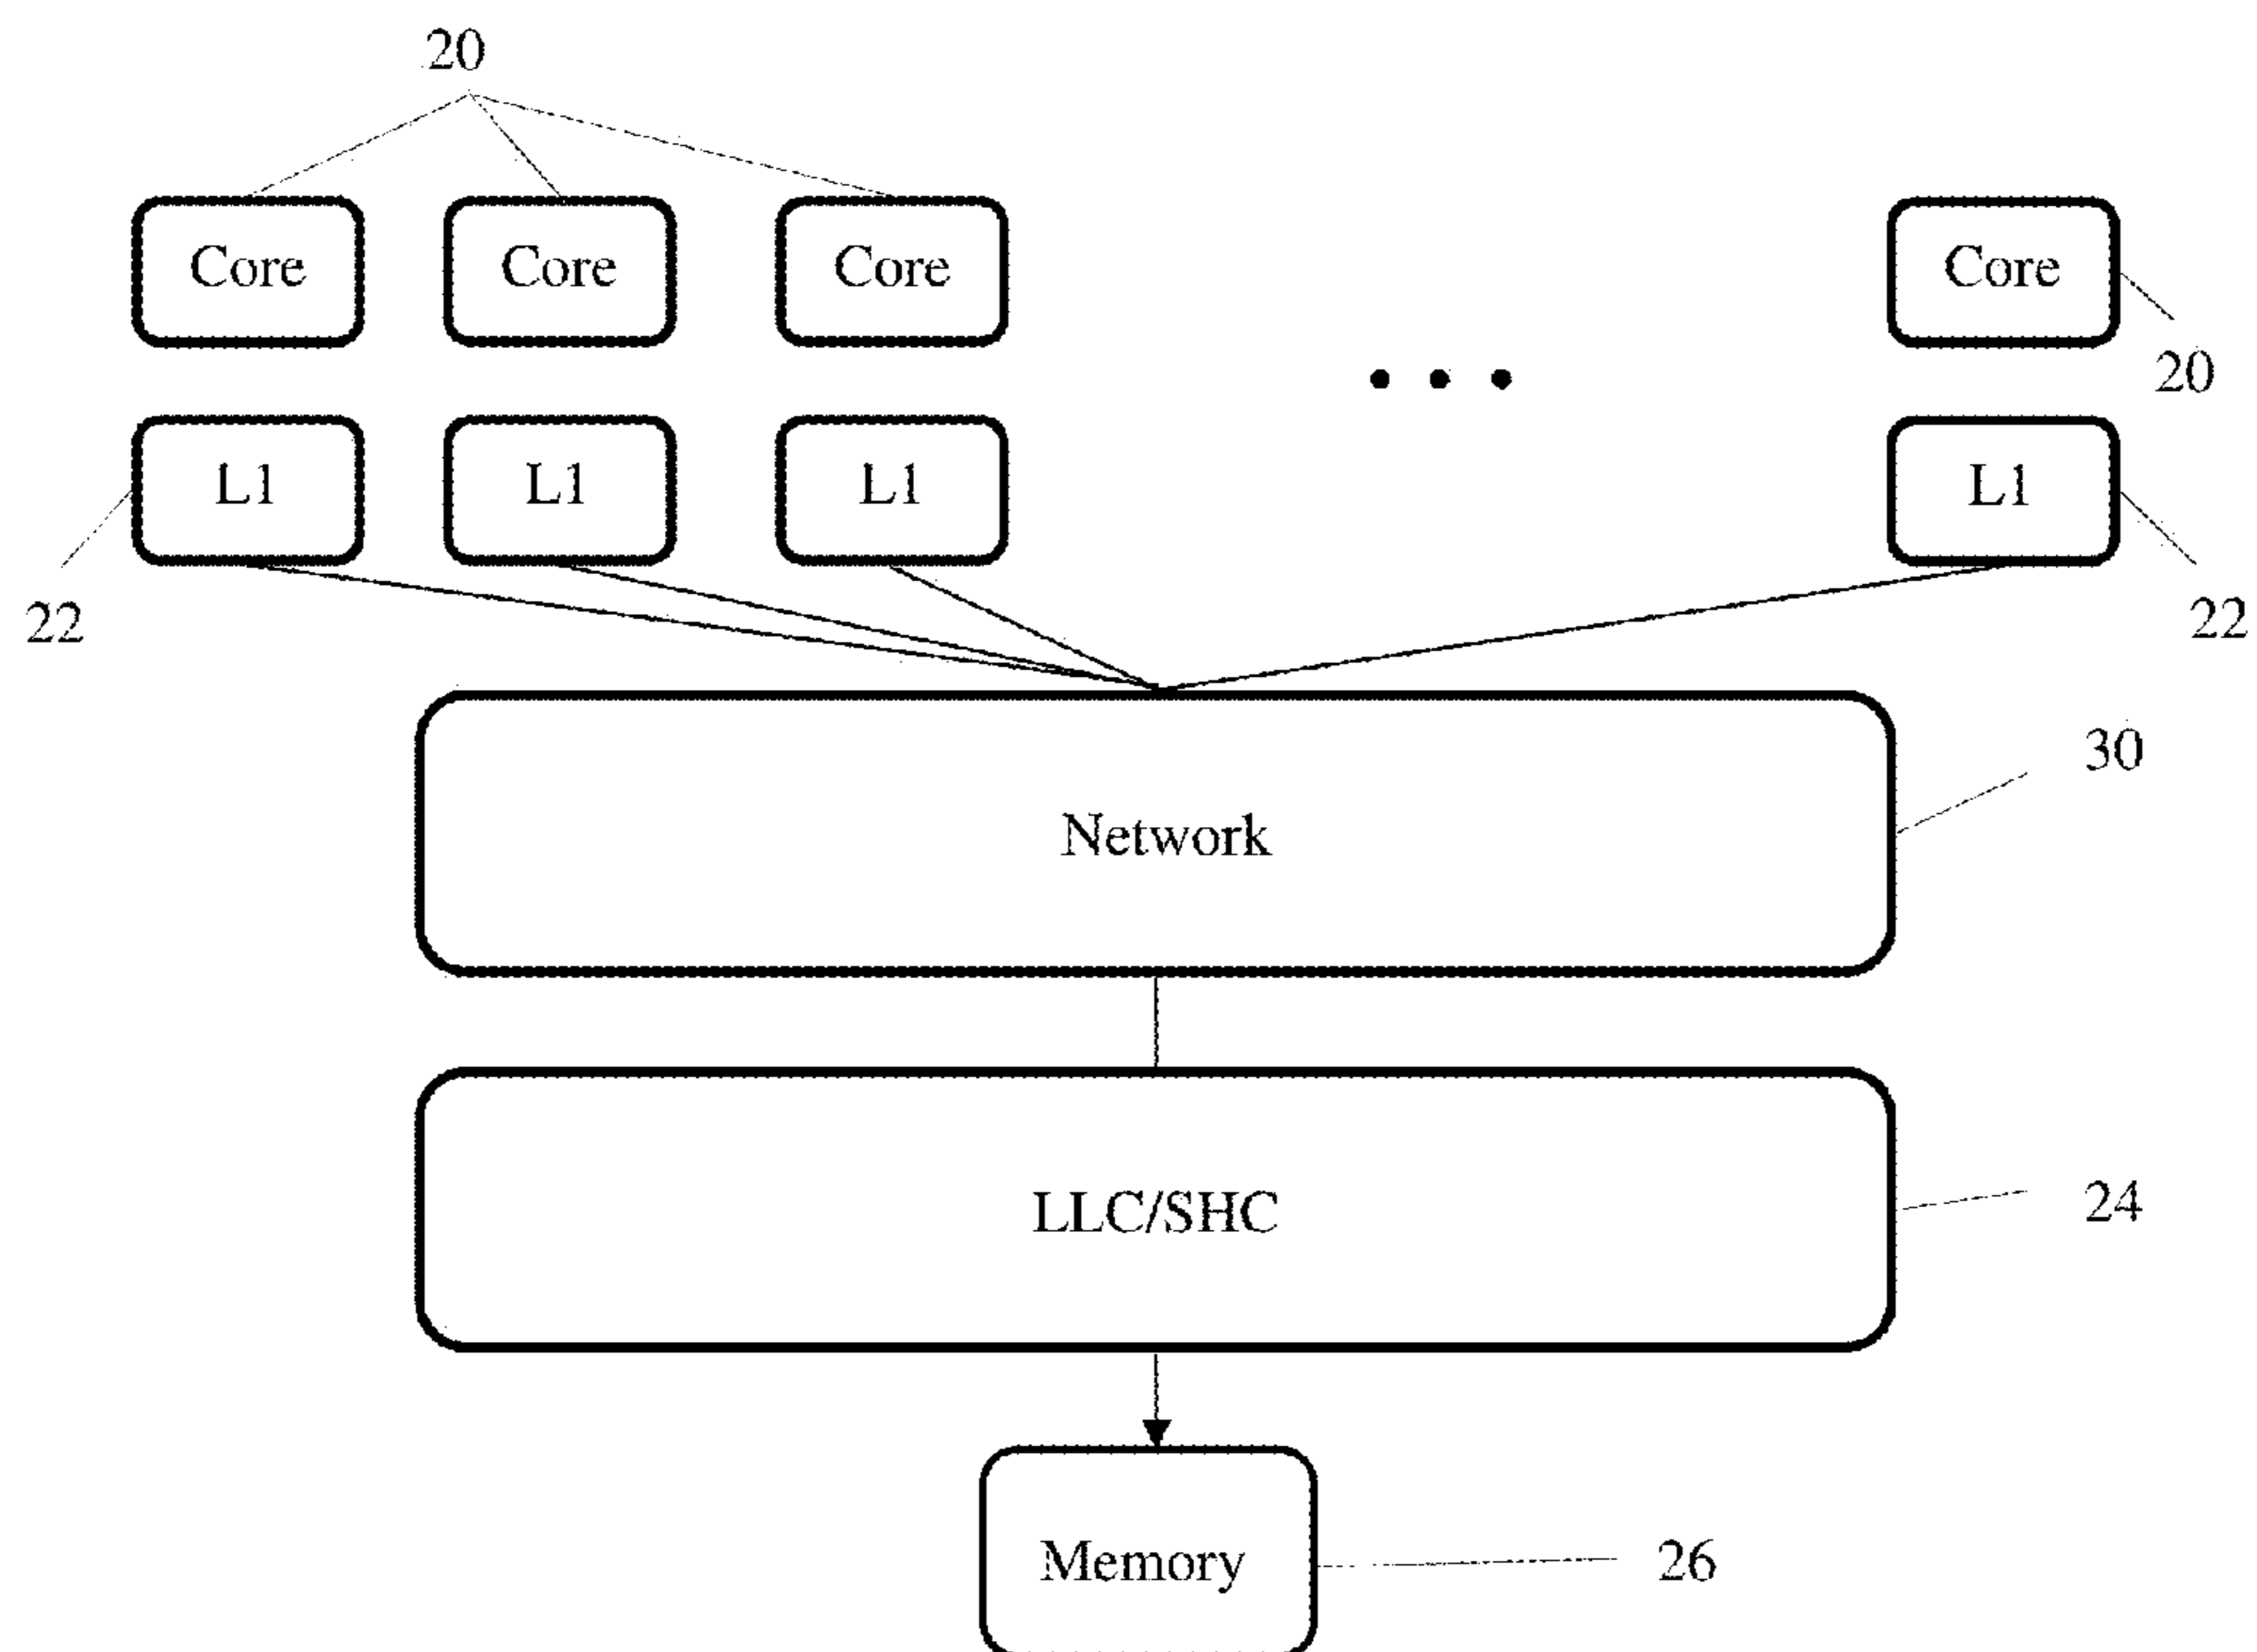 20
Core Core Core Core
20
L1 L1 L1 L1
22 22
30
Network
24
LLC/SHC
Memory 26